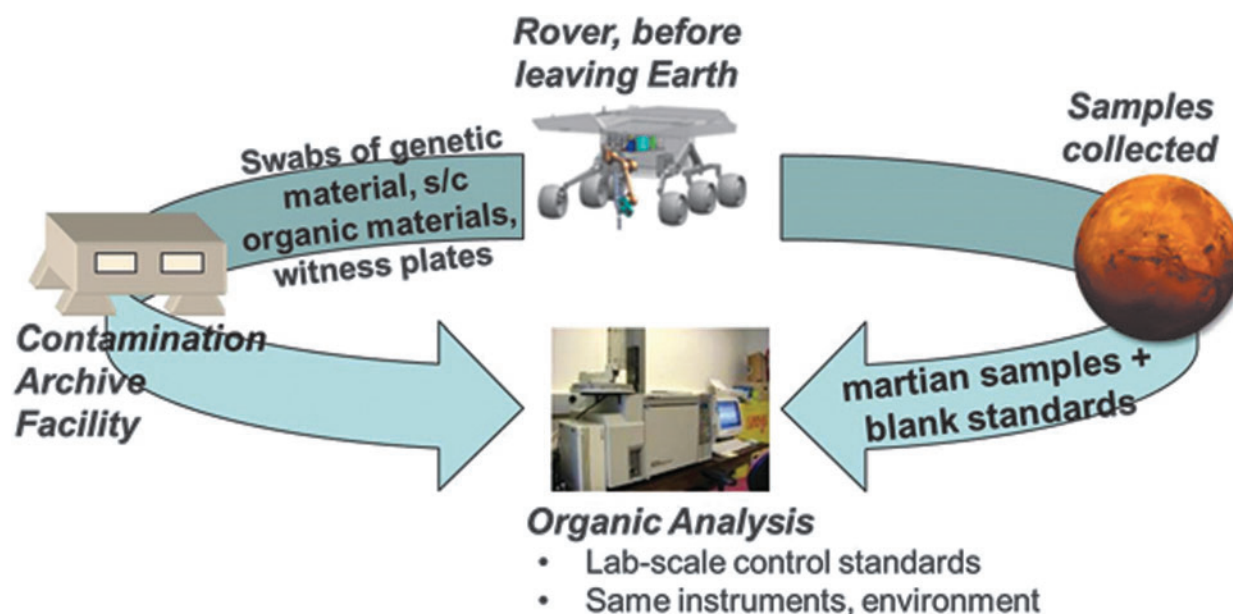 Rover, before
leaving Earth
Samples
collected
Swabs of genetic
material, s/c
organic materials,
witness plates
Contamination
Archive
Facility
martian samples +
blank standards
Organic Analysis
• Lab-scale control standards
• Same instruments, environment